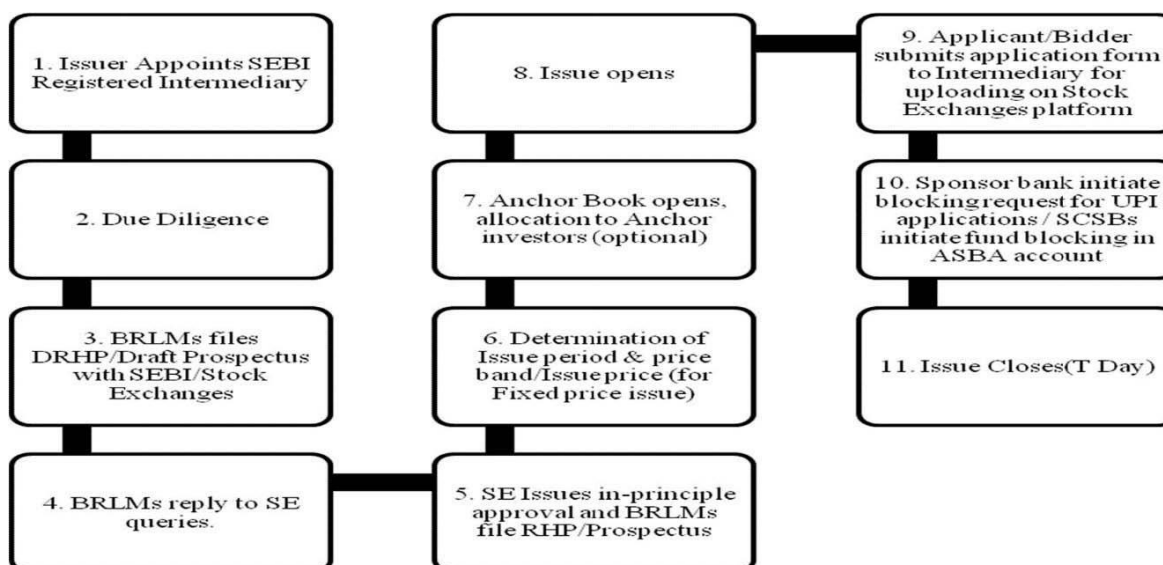 1. Issuer Appoints SEBI
Registered Intermediary
2. Due Diligence
3. BRLMs files
DRHP/Draft Prospectus
with SEBI/Stock
Exchanges
4. BRLMs reply to SE
queries.
5. SE Issues in-principle
approval and BRLMs
file RHP/Prospectus
6. Determination of
Issue period & price
band/Issue price (for
Fixed price issue)
7. Anchor Book opens,
allocation to Anchor
investors (optional)
8. Issue opens
9. Applicant/Bidder
submits application form
to Intermediary for
uploading on Stock
Exchanges platform
10. Sponsor bank initiate
blocking request for UPI
applications / SCSBs
initiate fund blocking in
ASBA account
11. Issue Closes(T Day)